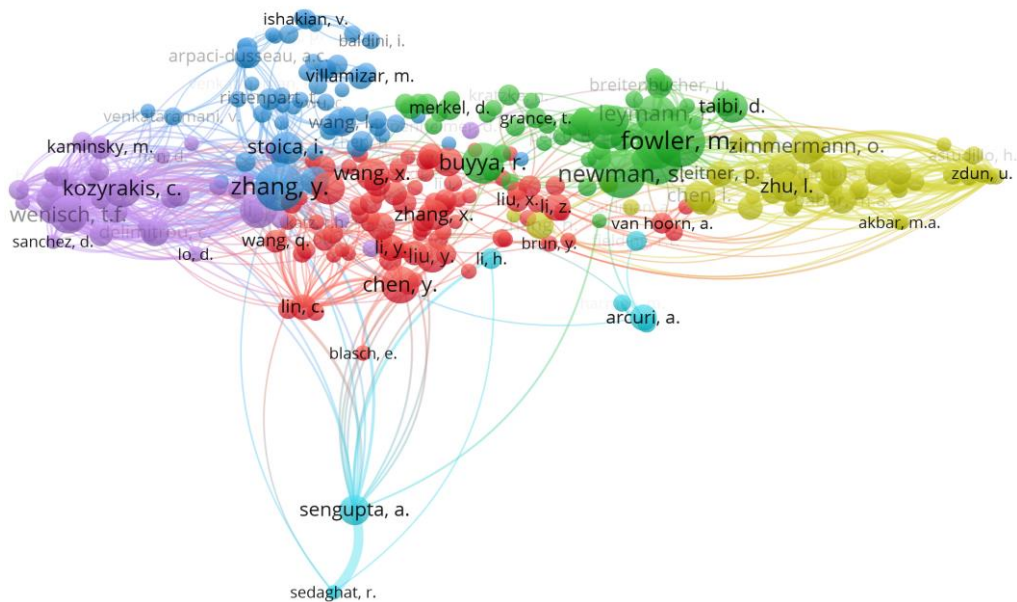 ishakian, v.
baldini, i.
arpaci-dusseau, a.c.
villamizar, m.
breitenbucher, u.
ristenpart, t.
merkel, d.
leymann,
taibi, d.
venkataramani, v.
wang, l.
grance, t.
kaminsky, m.
stoica, i.
fowler, m.
zimmermann, o.
buyya, r.
kozyrakis, c.
zhang, y.
wang, x.
newman, s.
leitner, p.
zhu, l.
zdun, u.
chen, l.
wenisch, t.f.
zhang, x.
liu, x.
li, z.
van hoorn, a.
akbar, m.a.
delimitrou, c.
sanchez, d.
lo, d.
wang, q.
li, y.
liu, y.
li, h.
brun, y.
chen, y.
lin, c.
arcuri, a.
blasch, e.
sengupta, a.
sedaghat, r.